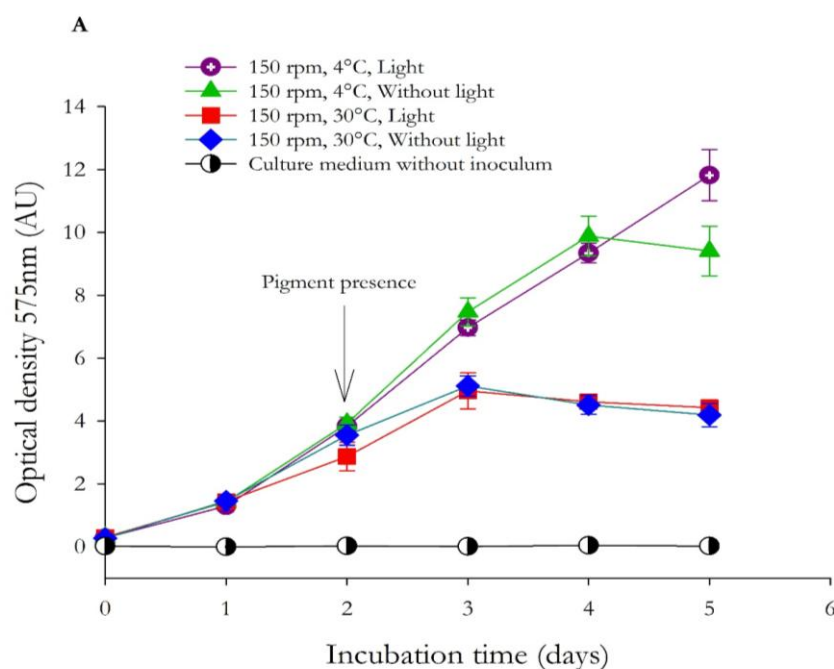 A
150 rpm, 4°C, Light
150 rpm, 4°C, Without light
150 rpm, 30°C, Light
150 rpm, 30°C, Without light
Culture medium without inoculum
14
12
10
8
6
4
2
0
Optical density 575nm (AU)
Pigment presence
0 1 2 3 4 5 6
Incubation time (days)